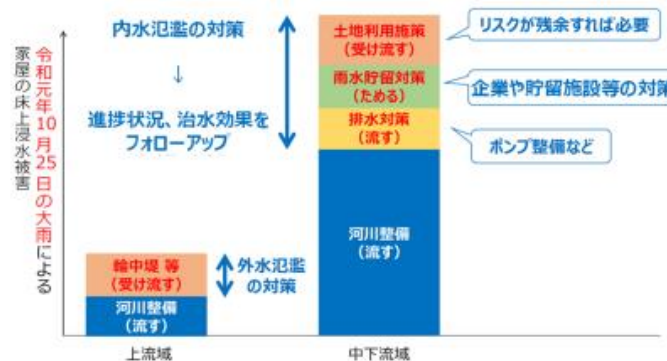 令和元年10月25日の大雨による
家屋の床上浸水被害
内水氾濫の対策
↓
進捗状況、治水効果を
フォローアップ
土地利用施策
(受け流す)
リスクが残余すれば必要
雨水貯留対策
(ためる)
企業や貯留施設等の対策
排水対策
(流す)
ポンプ整備など
河川整備
(流す)
輪中堤 等
(受け流す)
外水氾濫
の対策
河川整備
(流す)
上流域
中下流域